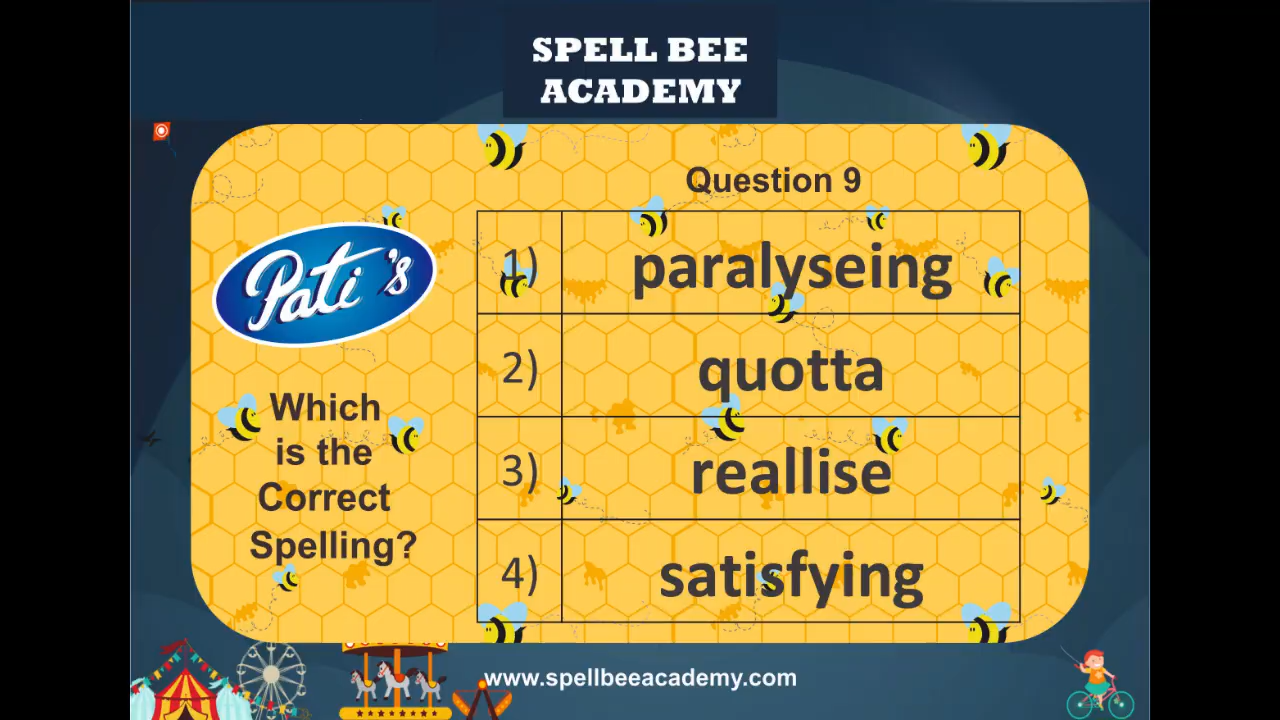 SPELL BEE
ACADEMY
Question 9
Pati's
Which
is the
Correct
Spelling?
1) paralyseing
2) quotta
3) reallise
4) satisfying
www.spellbeeacademy.com